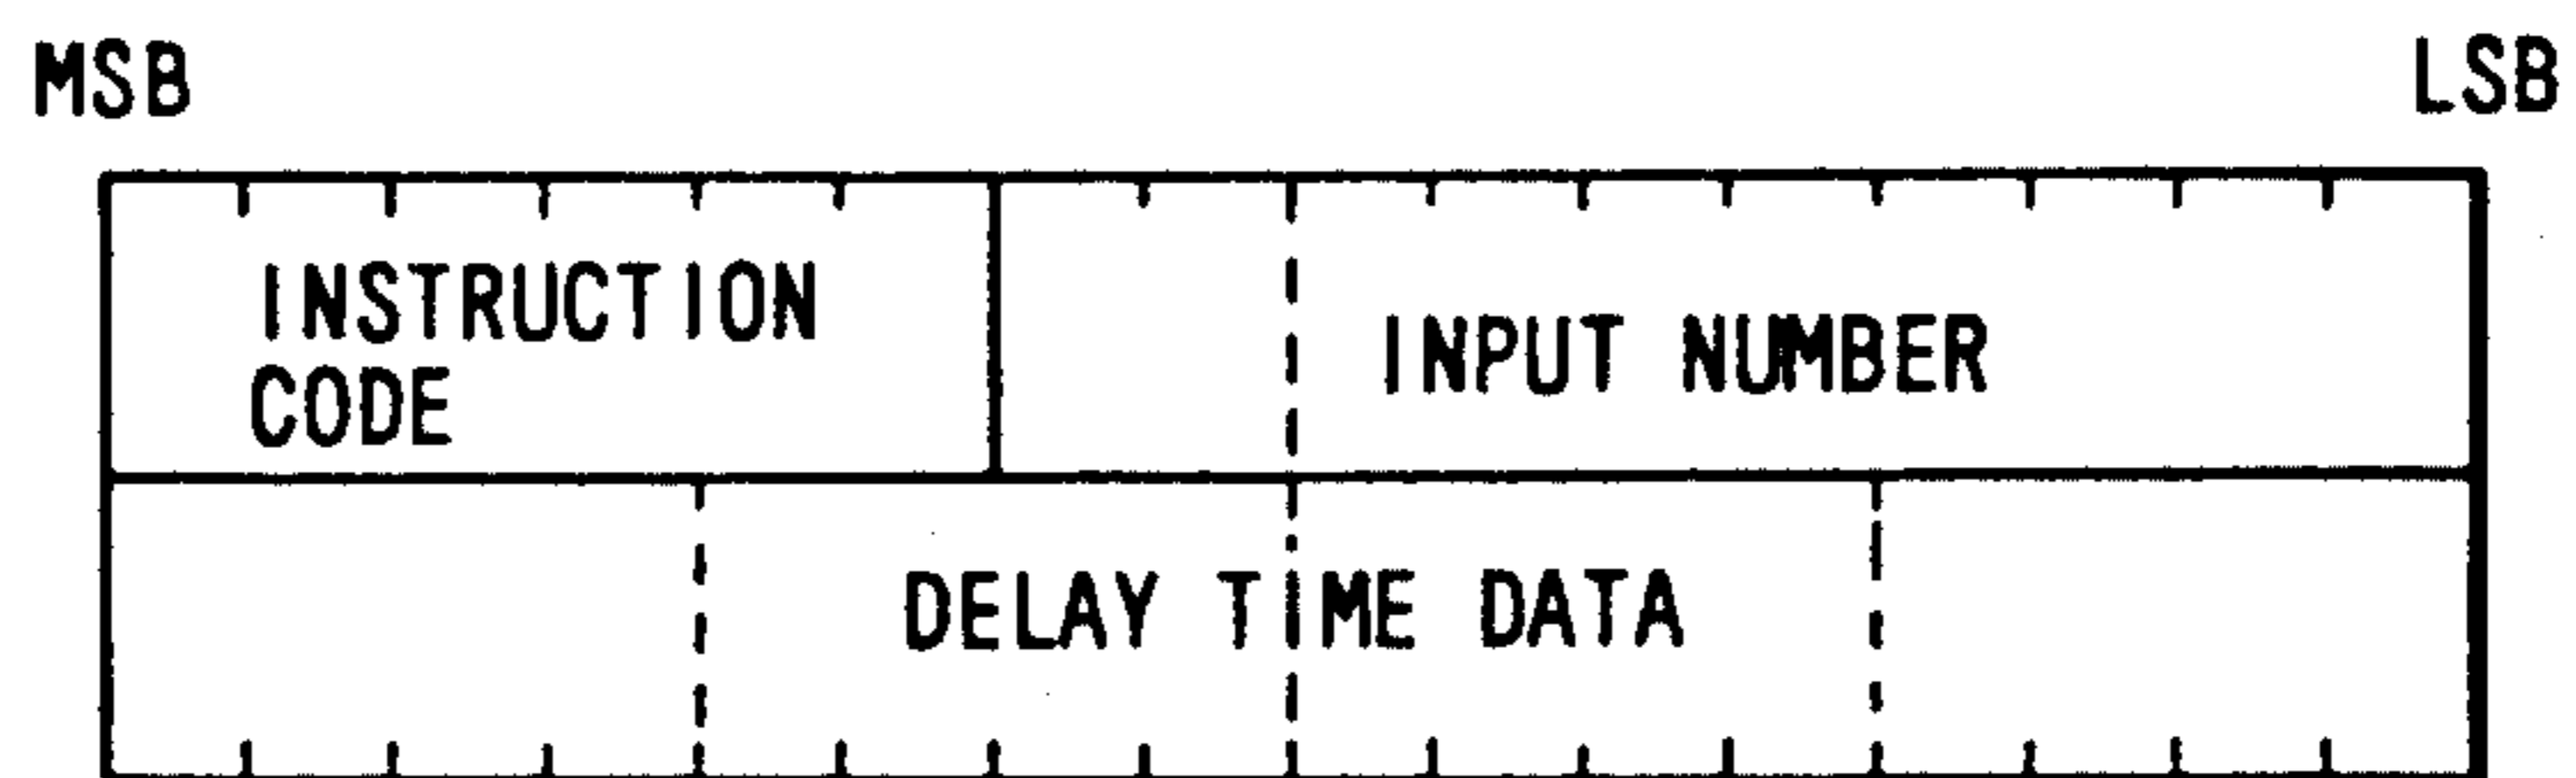 MSB LSB
INSTRUCTION
CODE
INPUT NUMBER
DELAY TIME DATA